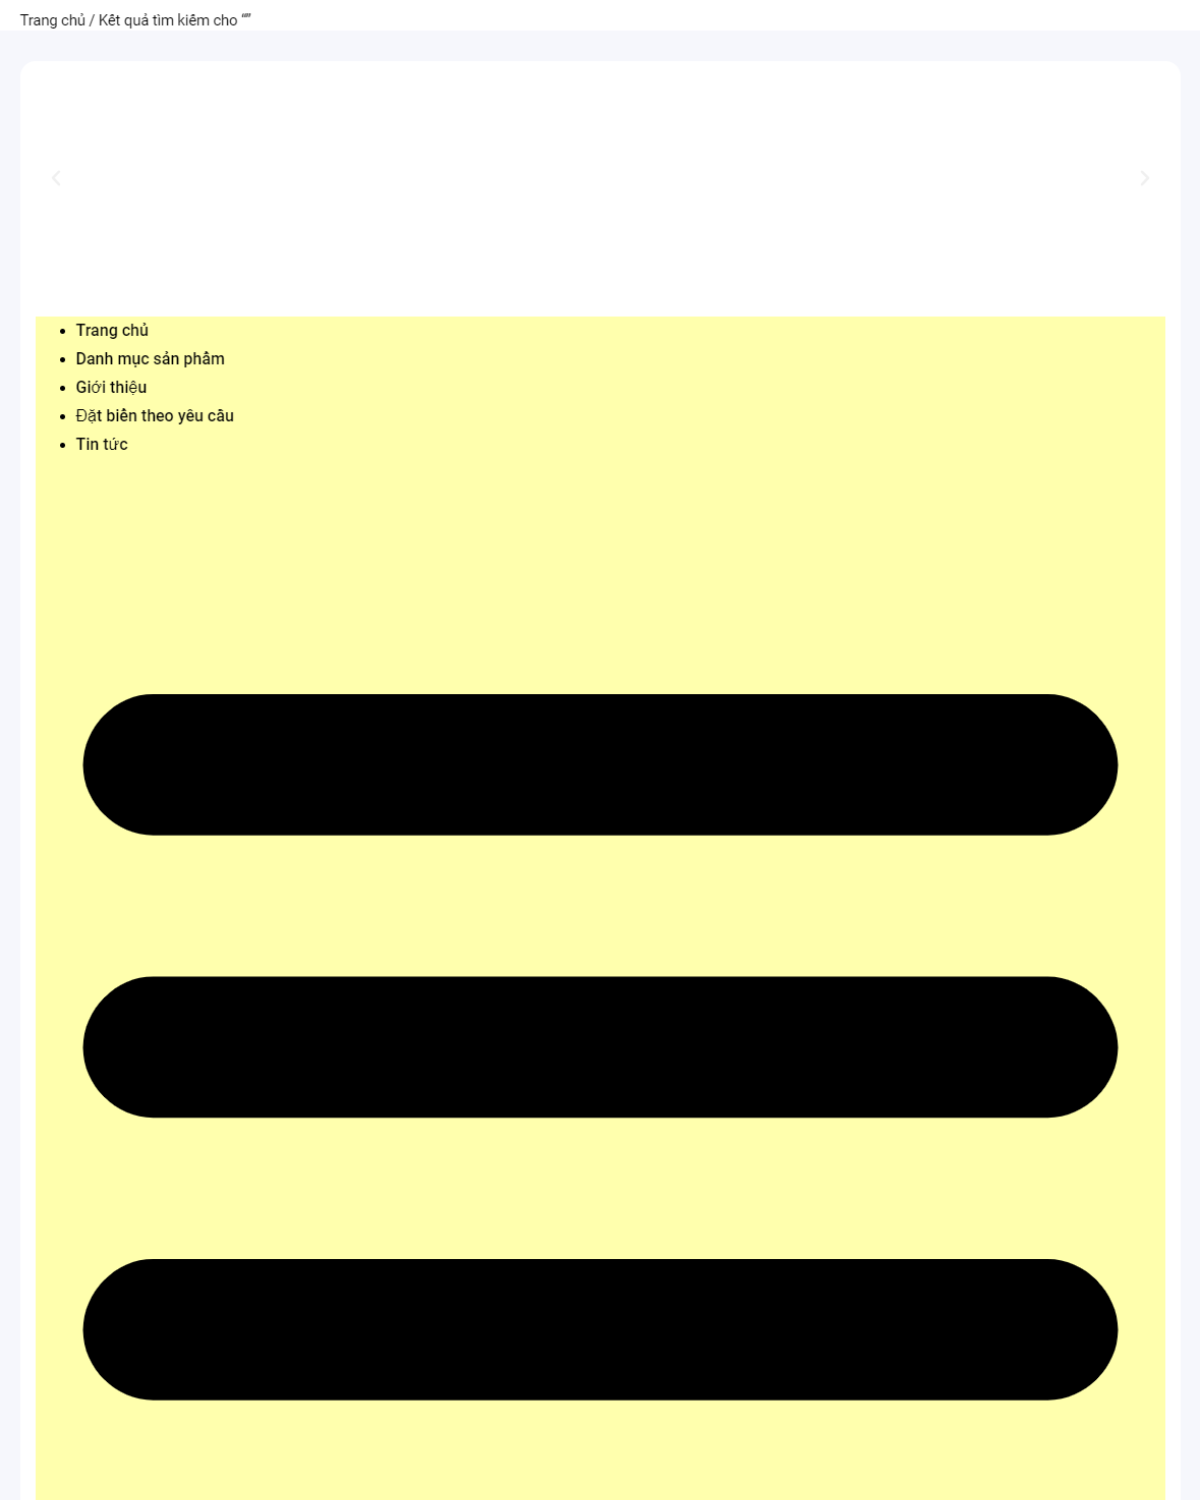 Trang chủ / Kết quả tìm kiếm cho “”
Trang chủ
Danh mục sản phẩm
Giới thiệu
Đặt biển theo yêu cầu
Tin tức